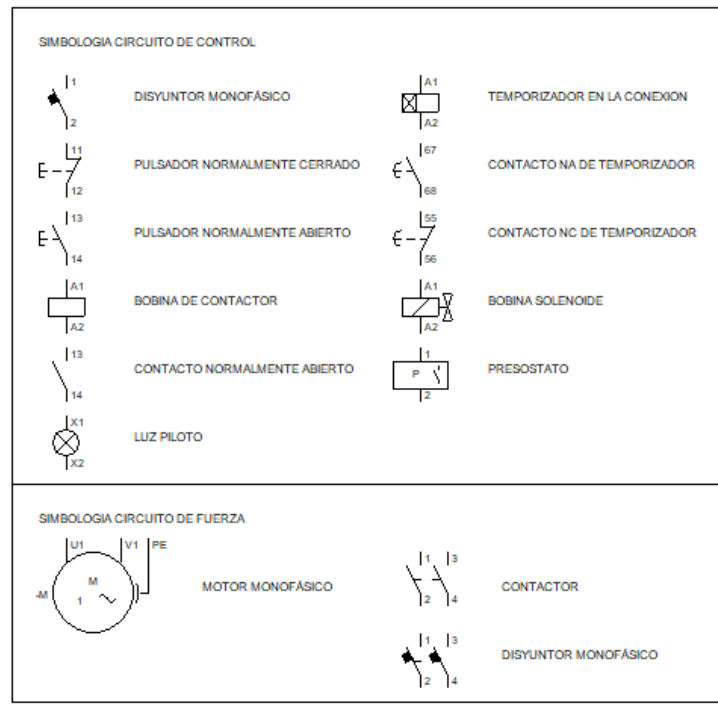 SIMBOLOGIA CIRCUITO DE CONTROL
1
2
DISYUNTOR MONOFÁSICO
A1
A2
TEMPORIZADOR EN LA CONEXION
11
12
PULSADOR NORMALMENTE CERRADO
67
68
CONTACTO NA DE TEMPORIZADOR
13
14
PULSADOR NORMALMENTE ABIERTO
55
56
CONTACTO NC DE TEMPORIZADOR
A1
A2
BOBINA DE CONTACTOR
A1
A2
BOBINA SOLENOIDE
13
14
CONTACTO NORMALMENTE ABIERTO
1
P
2
PRESOSTATO
X1
X2
LUZ PILOTO
SIMBOLOGIA CIRCUITO DE FUERZA
U1 V1 PE
-M
M
1
MOTOR MONOFÁSICO
1 3
2 4
CONTACTOR
1 3
2 4
DISYUNTOR MONOFÁSICO